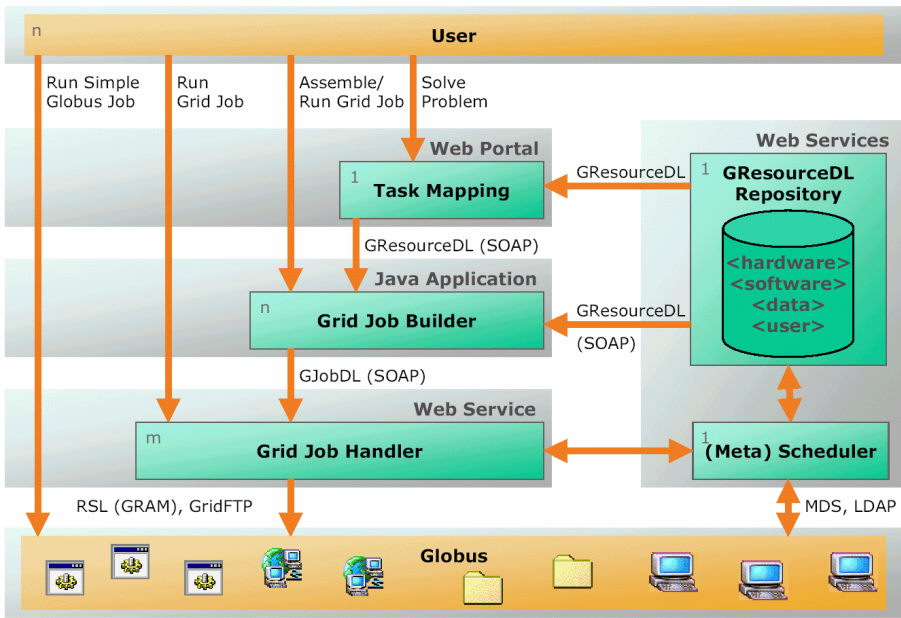 n
User
Run Simple
Globus Job
Run
Grid Job
Assemble/
Run Grid Job
Solve
Problem
Web Portal
1
Task Mapping
GResourceDL
Web Services
1
GResourceDL
Repository
<hardware>
<software>
<data>
<user>
GResourceDL (SOAP)
Java Application
n
Grid Job Builder
GResourceDL
(SOAP)
GJobDL (SOAP)
Web Service
m
Grid Job Handler
1
(Meta) Scheduler
RSL (GRAM), GridFTP
MDS, LDAP
Globus